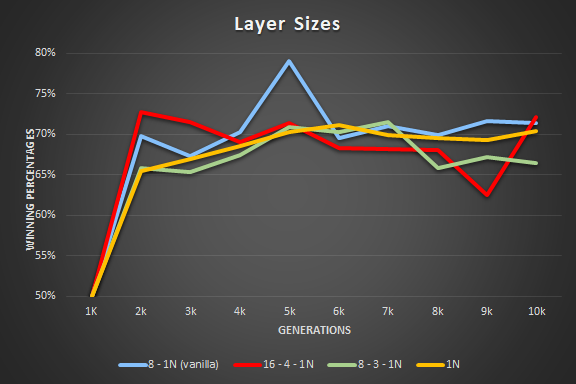 Layer Sizes
80%
75%
70%
65%
60%
55%
50%
WINNING PERCENTAGES
1K 2k 3k 4k 5k 6k 7k 8k 9k 10k
GENERATIONS
8 - 1N (vanilla) 16 - 4 - 1N 8 - 3 - 1N 1N